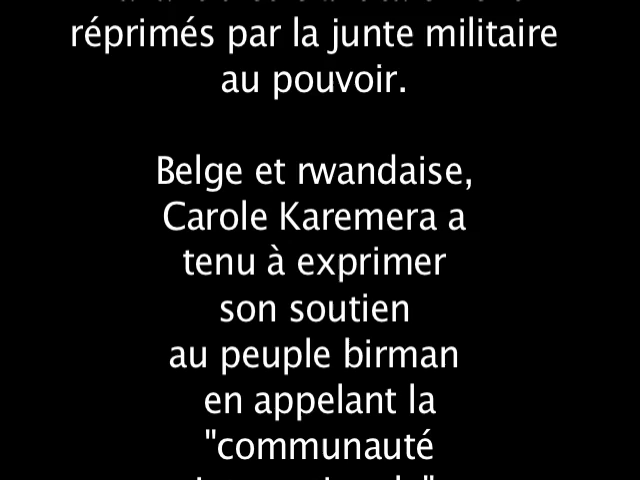 réprimés par la junte militaire
au pouvoir.
Belge et rwandaise,
Carole Karemera a
tenu à exprimer
son soutien
au peuple birman
en appelant la
"communauté